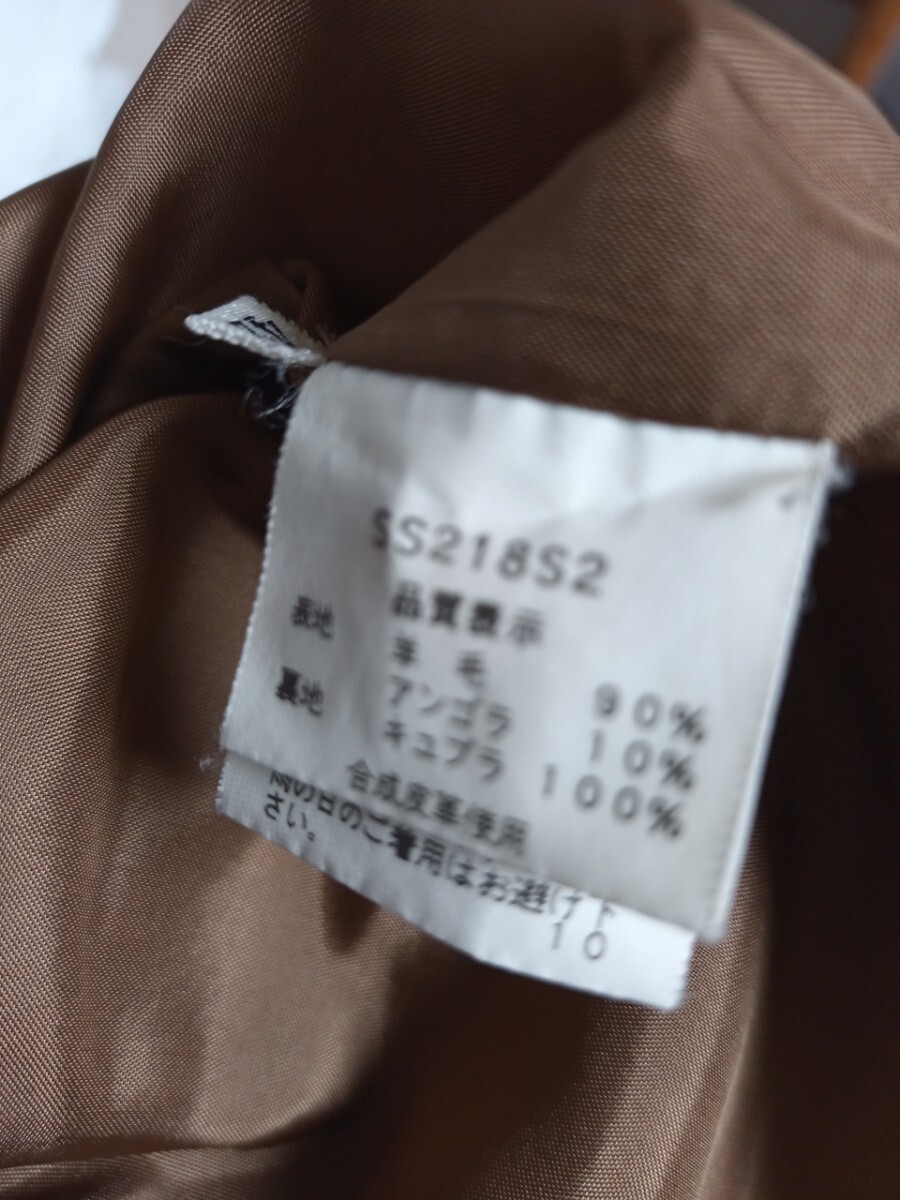 SS218S2
品質表示
表地 羊毛 90%
アンゴラ 10%
裏地 キュプラ 100%
合成皮革使用
雨の日のご着用はお避け下
さい。
10